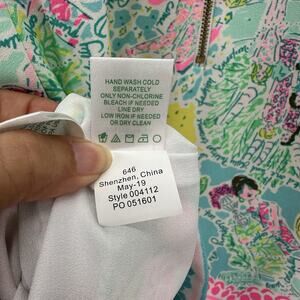 HAND WASH COLD
SEPARATELY
ONLY NON-CHLORINE
BLEACH IF NEEDED
LINE DRY
LOW IRON IF NEEDED
OR DRY CLEAN
646
Shenzhen, China
May-19
Style 004112
PO 051601